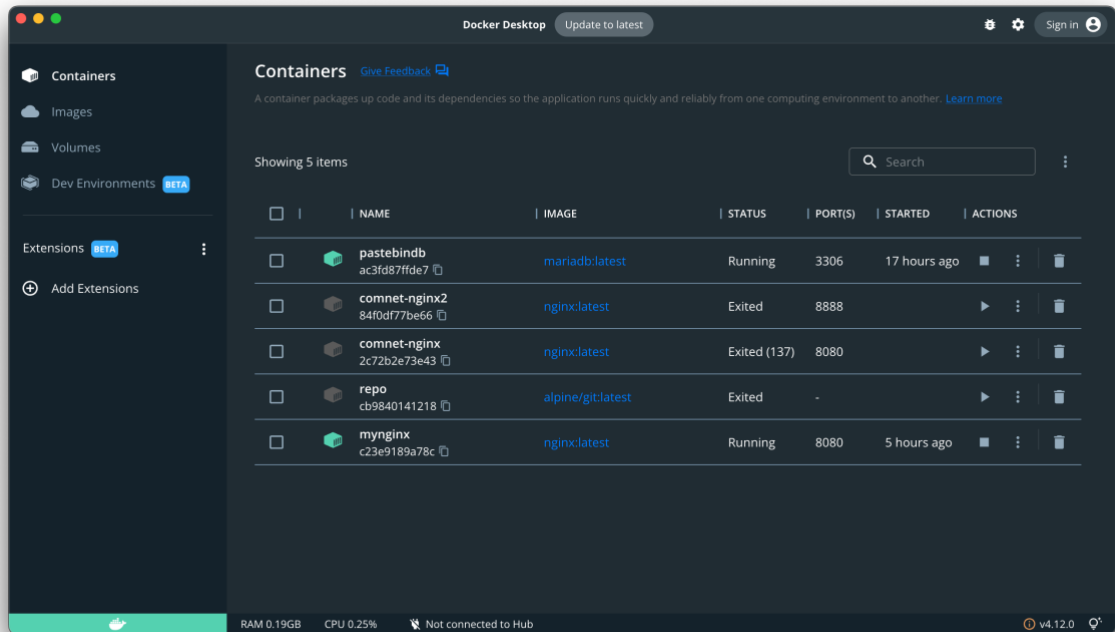 Docker Desktop Update to latest Sign in
Containers
Images
Volumes
Dev Environments BETA
Extensions BETA
Add Extensions
Containers Give Feedback
A container packages up code and its dependencies so the application runs quickly and reliably from one computing environment to another. Learn more
Showing 5 items Search
NAME IMAGE STATUS PORT(S) STARTED ACTIONS
pastebindb
ac3fd87ffde7 mariadb:latest Running 3306 17 hours ago
comnet-nginx2
84f0df77be66 nginx:latest Exited 8888
comnet-nginx
2c72b2e73e43 nginx:latest Exited (137) 8080
repo
cb9840141218 alpine/git:latest Exited -
mynginx
c23e9189a78c nginx:latest Running 8080 5 hours ago
RAM 0.19GB CPU 0.25% Not connected to Hub v4.12.0